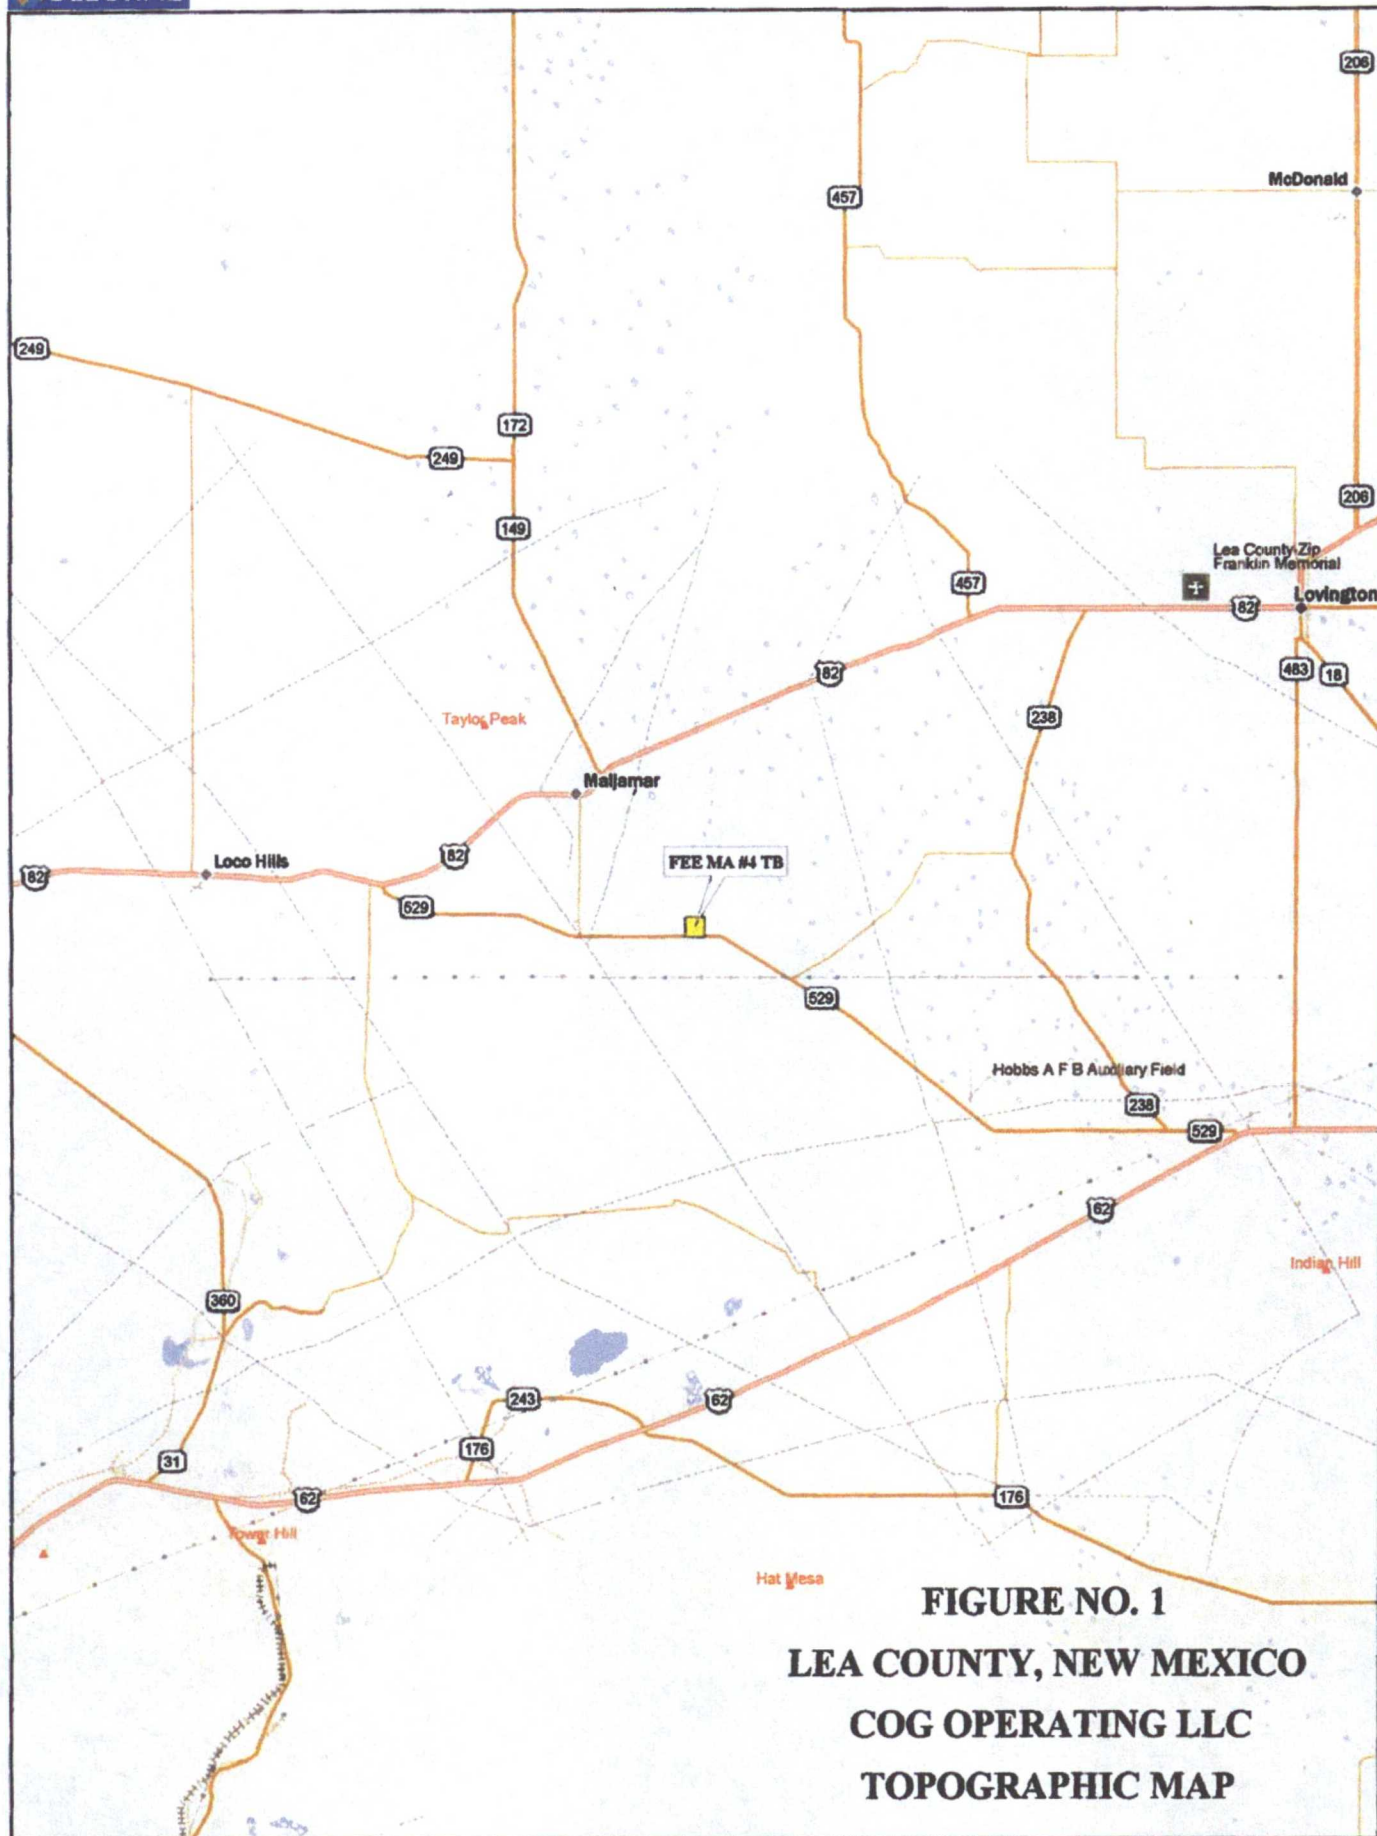 206
McDonald
457
249
172
249
149
206
Lea County Zip
Franklin Memorial
457
82
Lovington
82
483
18
Taylor Peak
238
Maljamar
82
FEE MA #4 TB
Loco Hills
82
529
529
Hobbs A F B Auxiliary Field
238
529
62
Indian Hill
360
243
62
176
31
62
176
Tower Hill
Hat Mesa
FIGURE NO. 1
LEA COUNTY, NEW MEXICO
COG OPERATING LLC
TOPOGRAPHIC MAP